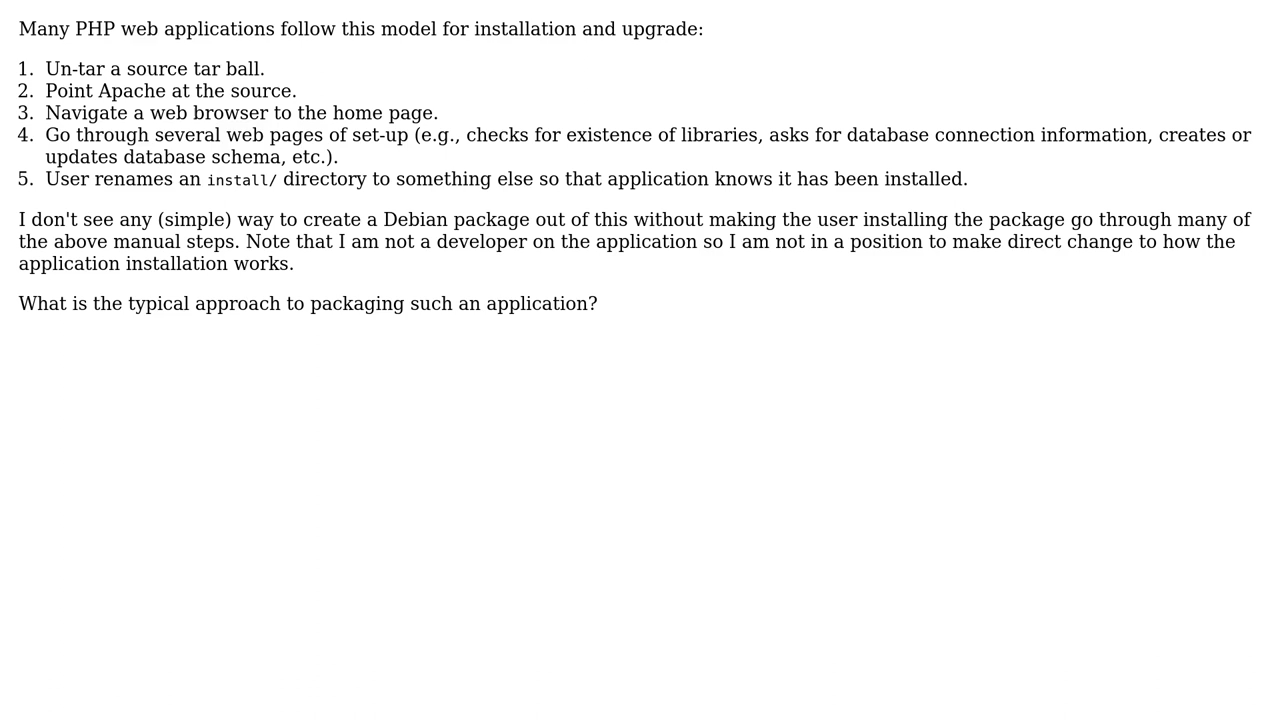 Many PHP web applications follow this model for installation and upgrade:
1. Un-tar a source tar ball.
2. Point Apache at the source.
3. Navigate a web browser to the home page.
4. Go through several web pages of set-up (e.g., checks for existence of libraries, asks for database connection information, creates or
updates database schema, etc.).
5. User renames an install/ directory to something else so that application knows it has been installed.
I don't see any (simple) way to create a Debian package out of this without making the user installing the package go through many of
the above manual steps. Note that I am not a developer on the application so I am not in a position to make direct change to how the
application installation works.
What is the typical approach to packaging such an application?